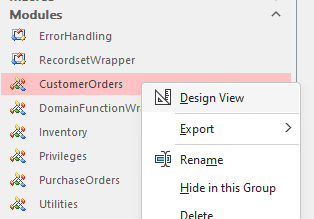 Modules
ErrorHandling
RecordsetWrapper
CustomerOrders
Design View
DomainFunctionWr
Export
Inventory
Privileges
Rename
PurchaseOrders
Hide in this Group
Utilities
Delete